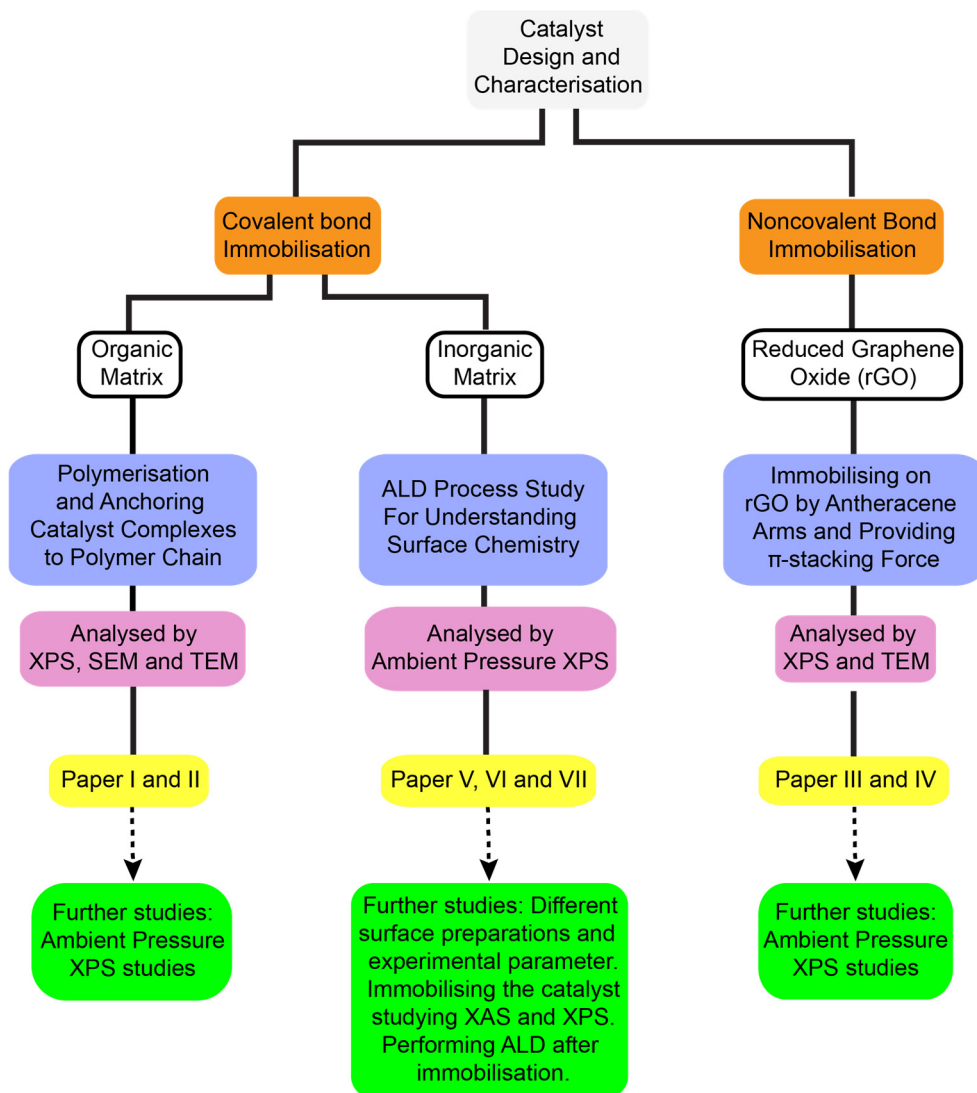 Catalyst
Design and
Characterisation
Covalent bond
Immobilisation
Noncovalent Bond
Immobilisation
Organic
Matrix
Inorganic
Matrix
Reduced Graphene
Oxide (rGO)
Polymerisation
and Anchoring
Catalyst Complexes
to Polymer Chain
ALD Process Study
For Understanding
Surface Chemistry
Immobilising on
rGO by Antheracene
Arms and Providing
π-stacking Force
Analysed by
XPS, SEM and TEM
Analysed by
Ambient Pressure XPS
Analysed by
XPS and TEM
Paper I and II
Paper V, VI and VII
Paper III and IV
Further studies:
Ambient Pressure
XPS studies
Further studies: Different
surface preparations and
experimental parameter.
Immobilising the catalyst
studying XAS and XPS.
Performing ALD after
immobilisation.
Further studies:
Ambient Pressure
XPS studies